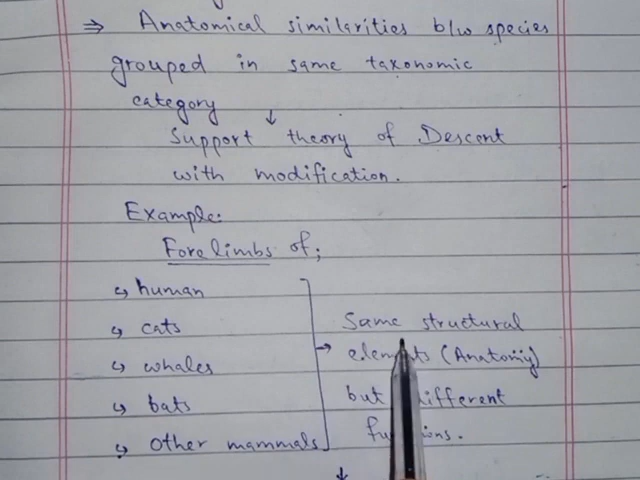 ⇒ Anatomical similarities b/w species
grouped in same taxonomic
category
↓
Support theory of Descent
with modification.
Example:
Forelimbs of;
↳ human
↳ cats
↳ whales
↳ bats
↳ other mammals
→ Same structural
elements (Anatomy)
but different
functions.
↓